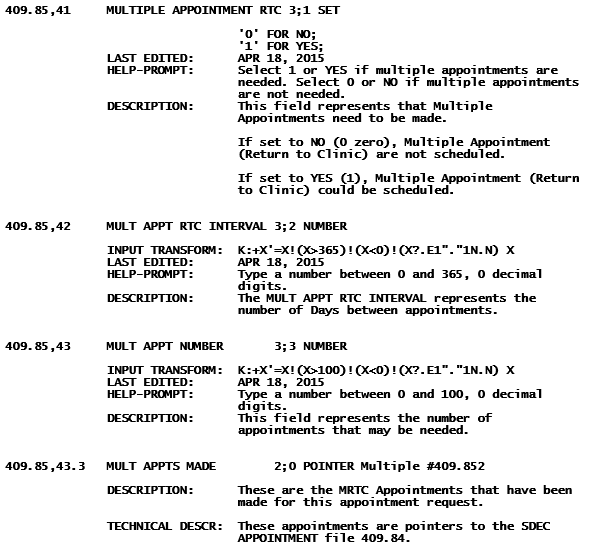 409.85,41 MULTIPLE APPOINTMENT RTC 3;1 SET
'0' FOR NO;
'1' FOR YES;
LAST EDITED: APR 18, 2015
HELP-PROMPT: Select 1 or YES if multiple appointments are
needed. Select 0 or NO if multiple appointments
are not needed.
DESCRIPTION: This field represents that Multiple
Appointments need to be made.
If set to NO (0 zero), Multiple Appointment
(Return to Clinic) are not scheduled.
If set to YES (1), Multiple Appointment (Return
to Clinic) could be scheduled.
409.85,42 MULT APPT RTC INTERVAL 3;2 NUMBER
INPUT TRANSFORM: K:+X'=X!(X>365)!(X<0)!(X?.E1"."1N.N) X
LAST EDITED: APR 18, 2015
HELP-PROMPT: Type a number between 0 and 365, 0 decimal
digits.
DESCRIPTION: The MULT APPT RTC INTERVAL represents the
number of Days between appointments.
409.85,43 MULT APPT NUMBER 3;3 NUMBER
INPUT TRANSFORM: K:+X'=X!(X>100)!(X<0)!(X?.E1"."1N.N) X
LAST EDITED: APR 18, 2015
HELP-PROMPT: Type a number between 0 and 100, 0 decimal
digits.
DESCRIPTION: This field represents the number of
appointments that may be needed.
409.85,43.3 MULT APPTS MADE 2;0 POINTER Multiple #409.852
DESCRIPTION: These are the MRTC Appointments that have been
made for this appointment request.
TECHNICAL DESCR: These appointments are pointers to the SDEC
APPOINTMENT file 409.84.